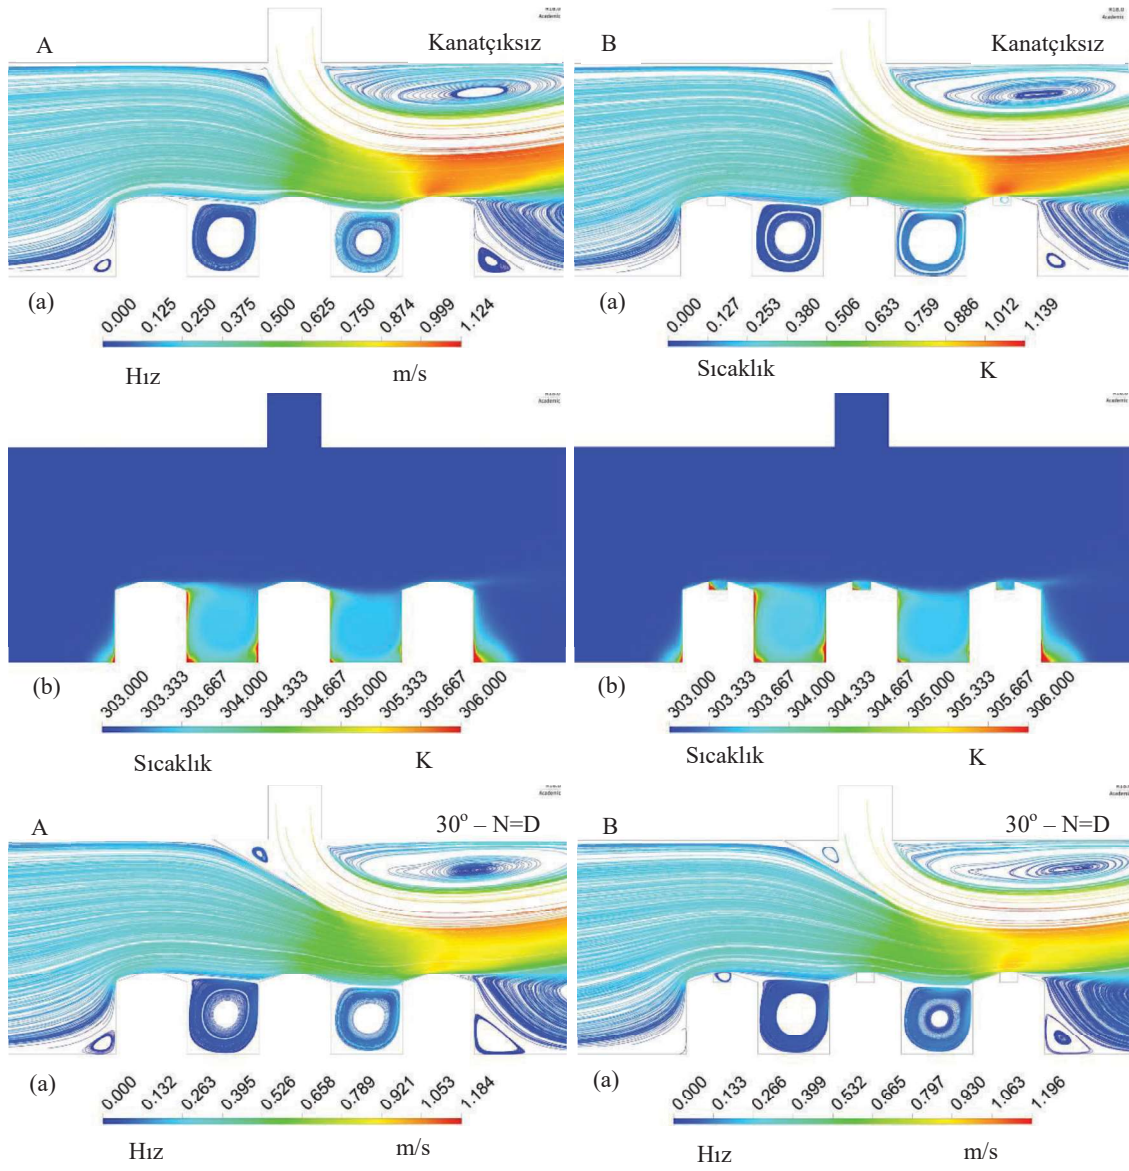 A
Kanatçıksız
Academic
(a)
0.000 0.125 0.250 0.375 0.500 0.625 0.750 0.874 0.999 1.124
Hız m/s
B
Kanatçıksız
Academic
(a)
0.000 0.127 0.253 0.380 0.506 0.633 0.759 0.886 1.012 1.139
Sıcaklık K
Academic
(b)
303.000 303.333 303.667 304.000 304.333 304.667 305.000 305.333 305.667 306.000
Sıcaklık K
Academic
(b)
303.000 303.333 303.667 304.000 304.333 304.667 305.000 305.333 305.667 306.000
Sıcaklık K
A
30° – N=D
Academic
(a)
0.000 0.132 0.263 0.395 0.526 0.658 0.789 0.921 1.053 1.184
Hız m/s
B
30° – N=D
Academic
(a)
0.000 0.133 0.266 0.399 0.532 0.665 0.797 0.930 1.063 1.196
Hız m/s